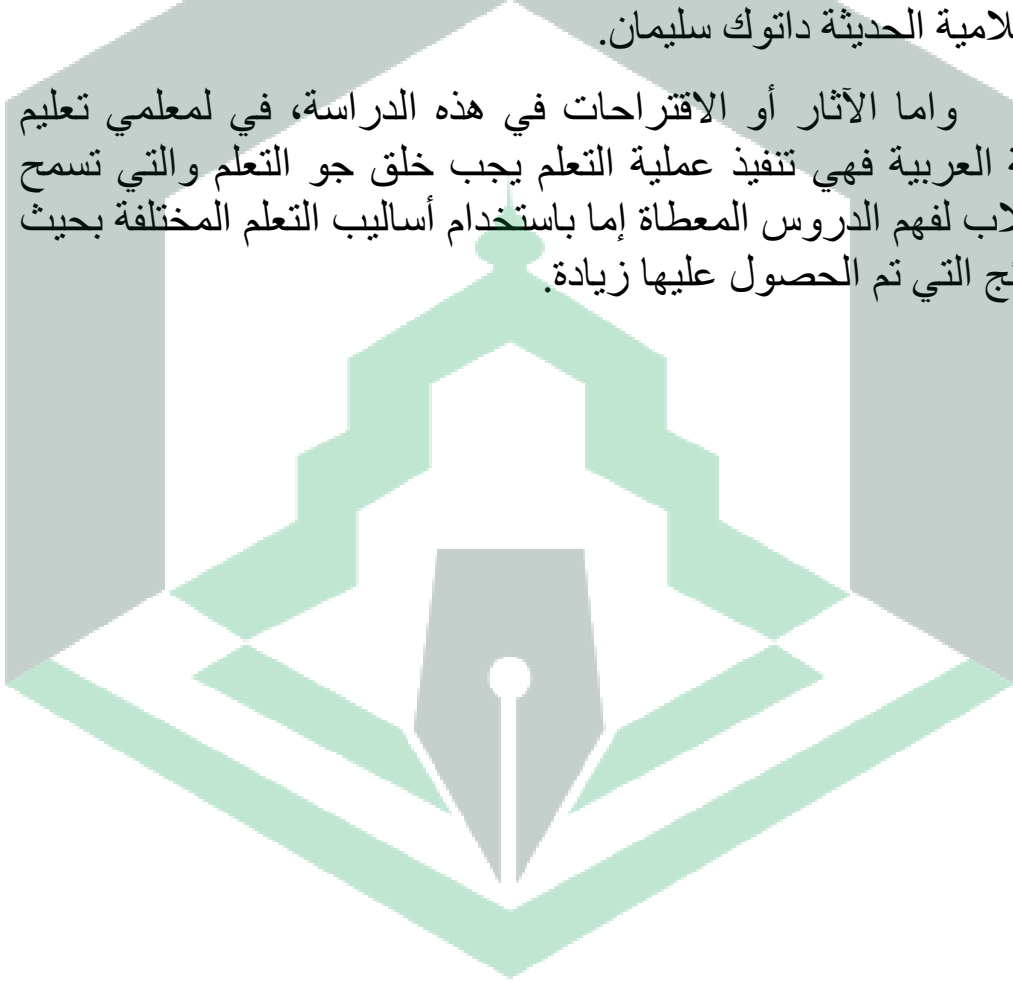 لامية الحديثة داتوك سليمان.
واما الآثار أو الاقتراحات في هذه الدراسة، في لمعلمي تعليم
ة العربية فهي تنفيذ عملية التعلم يجب خلق جو التعلم والتي تسمح
لاب لفهم الدروس المعطاة إما باستخدام أساليب التعلم المختلفة بحيث
ئج التي تم الحصول عليها زيادة.